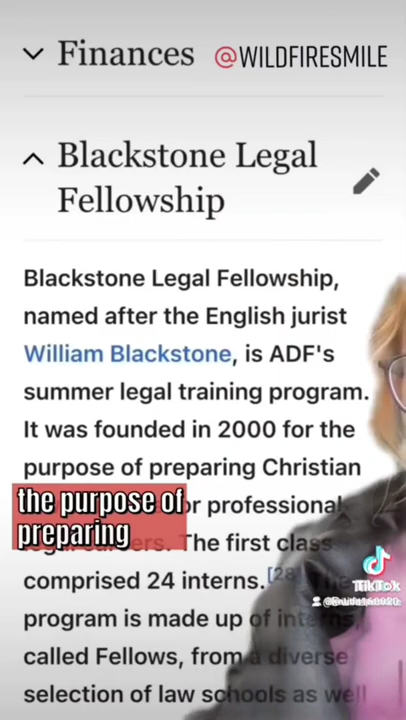 Finances @WILDFIRESMILE
Blackstone Legal
Fellowship
Blackstone Legal Fellowship,
named after the English jurist
William Blackstone, is ADF's
summer legal training program.
It was founded in 2000 for the
purpose of preparing Christian
the purpose of
preparing
professional
The first class
comprised 24 interns.
program is made up of interns,
called Fellows, from a diverse
selection of law schools as well
TikTok